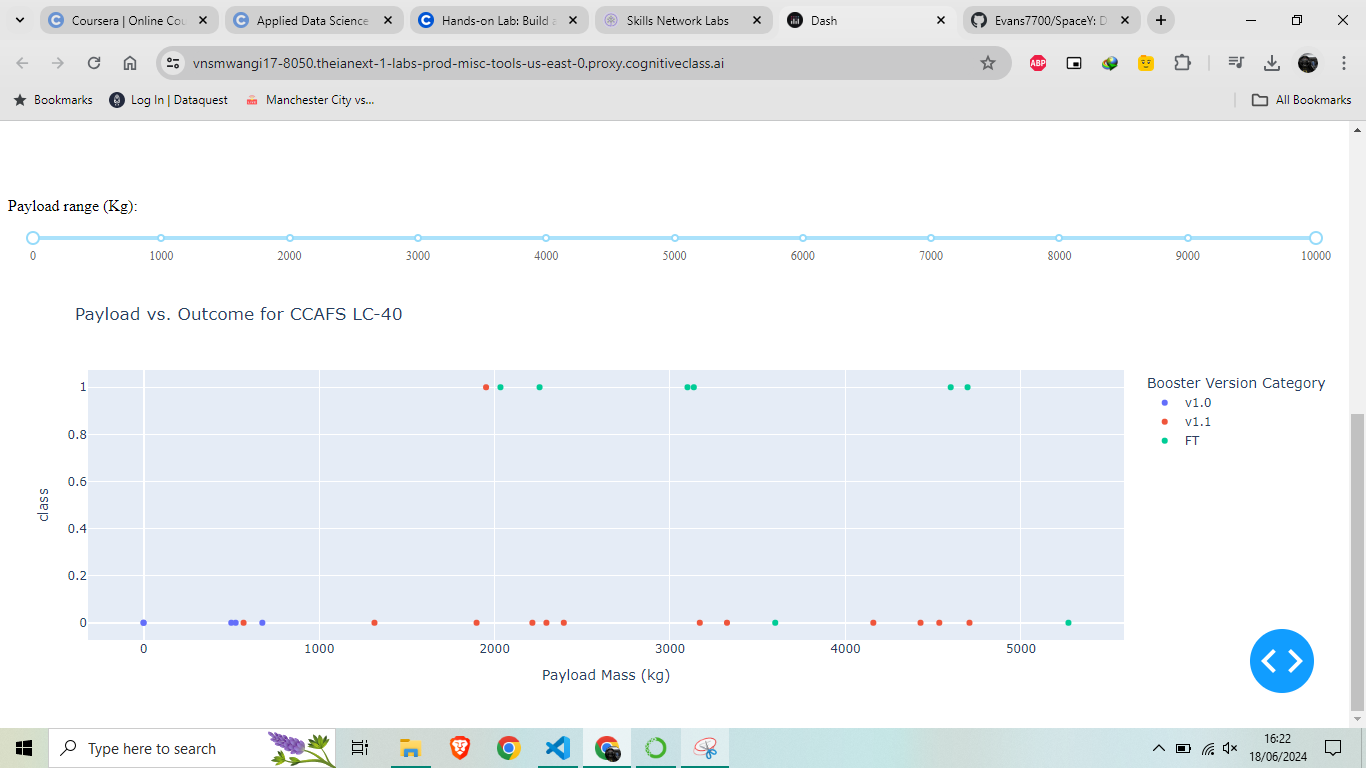 Coursera | Online Cou
Applied Data Science
Hands-on Lab: Build a
Skills Network Labs
Dash
Evans7700/SpaceY: D
vnsmwangi17-8050.theianext-1-labs-prod-misc-tools-us-east-0.proxy.cognitiveclass.ai
ABP
Bookmarks
Log In | Dataquest
Manchester City vs...
All Bookmarks
Payload range (Kg):
0 1000 2000 3000 4000 5000 6000 7000 8000 9000 10000
Payload vs. Outcome for CCAFS LC-40
Booster Version Category
v1.0
v1.1
FT
1
0.8
0.6
0.4
0.2
0
class
0 1000 2000 3000 4000 5000
Payload Mass (kg)
Type here to search
16:22
18/06/2024